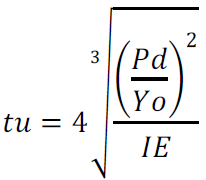 tu = 4 ∛((Pd/Yo)² / IE)